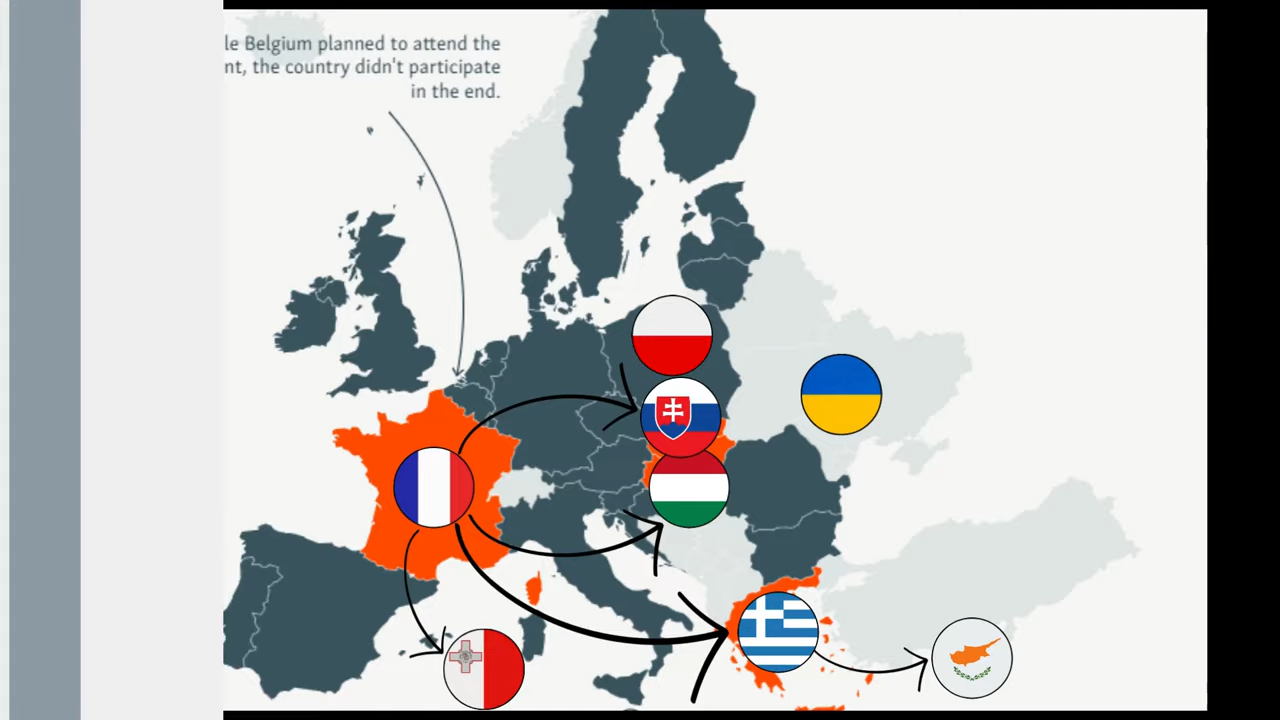 le Belgium planned to attend the
nt, the country didn't participate
in the end.